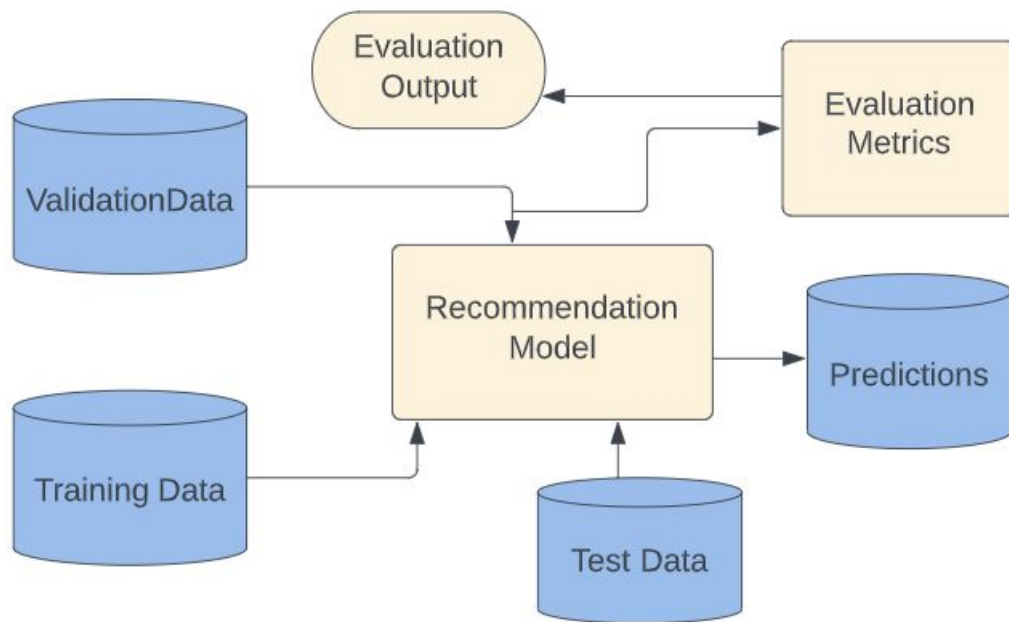 Evaluation
Output
Evaluation
Metrics
ValidationData
Recommendation
Model
Predictions
Training Data
Test Data